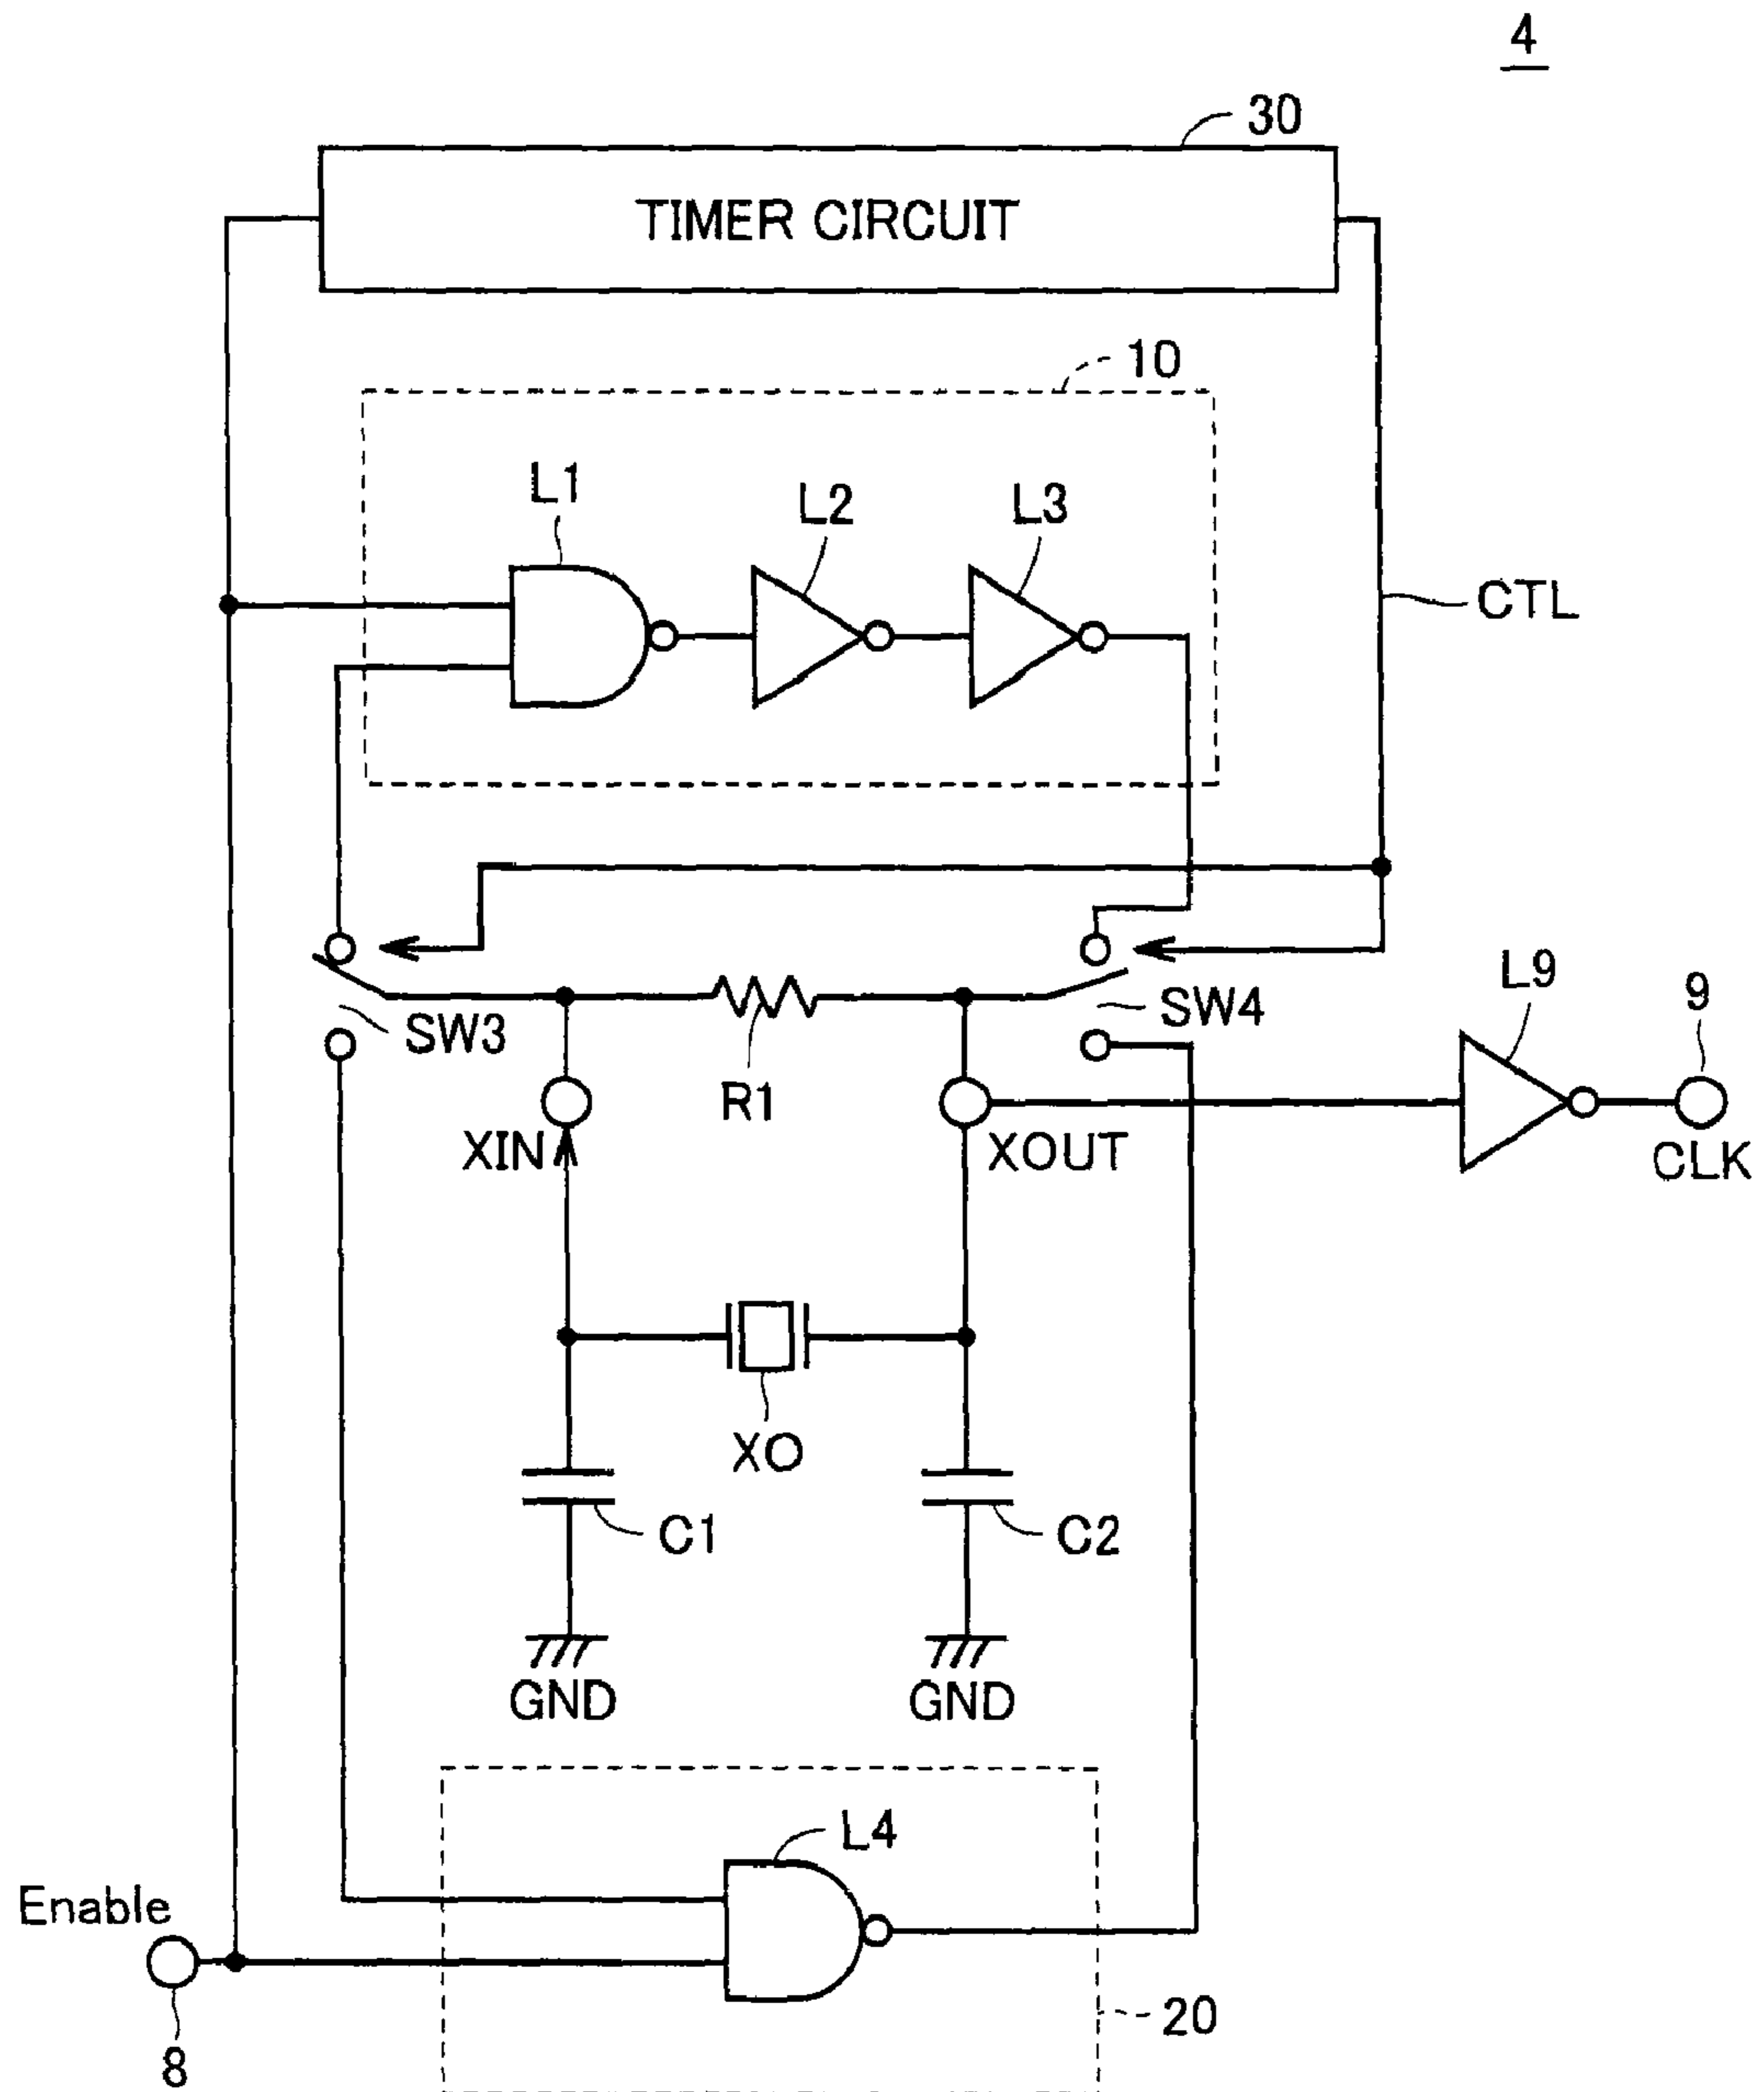 4
30
TIMER CIRCUIT
10
L1
L2
L3
CTL
SW3
R1
SW4
L9
9
XIN
XOUT
CLK
XO
C1
C2
GND
GND
L4
Enable
20
8